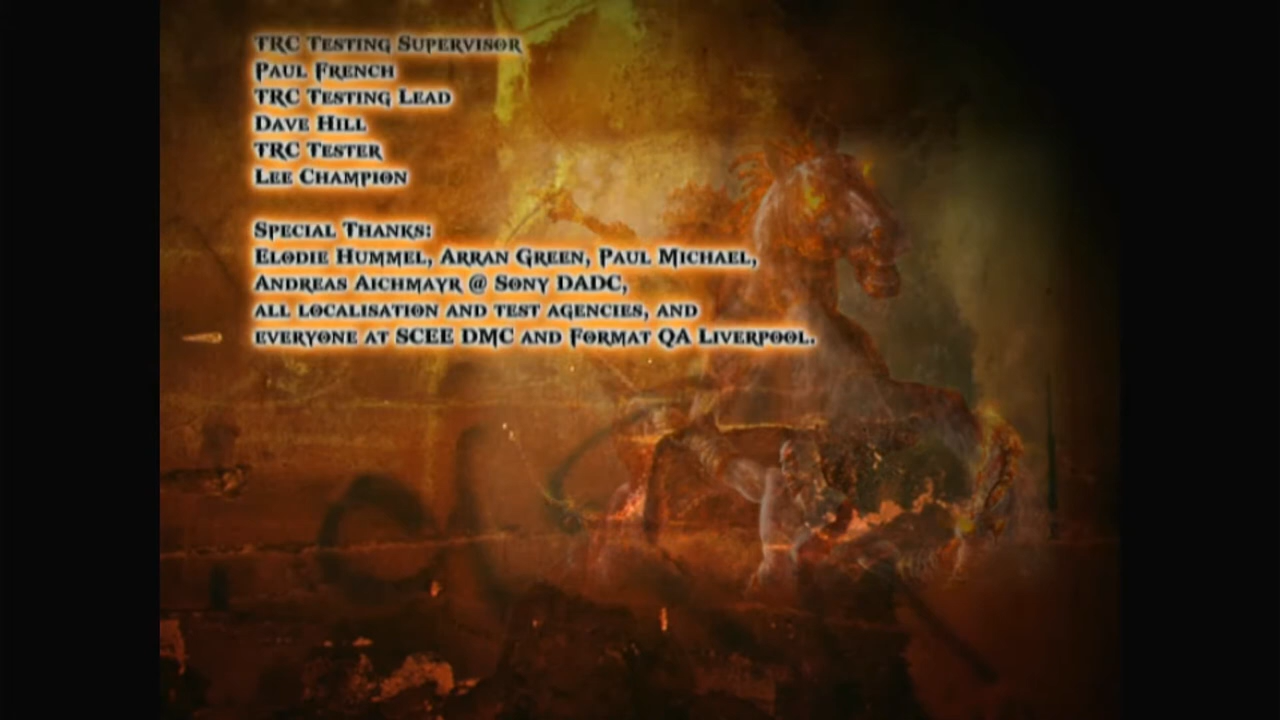 TRC Testing Supervisor
Paul French
TRC Testing Lead
Dave Hill
TRC Tester
Lee Champion
Special Thanks:
Elodie Hummel, Arran Green, Paul Michael,
Andreas Aichmayr @ Sony DADC,
all localisation and test agencies, and
everyone at SCEE DMC and Format QA Liverpool.